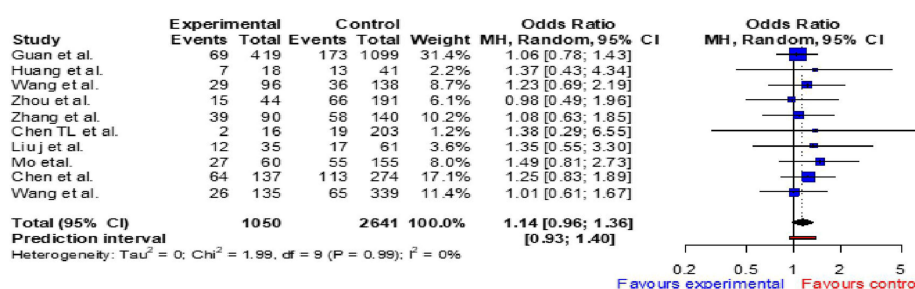 Experimental Control Odds Ratio Odds Ratio
Study Events Total Events Total Weight MH, Random, 95% CI MH, Random, 95% CI
Guan et al. 69 419 173 1099 31.4% 1.06 [0.78; 1.43]
Huang et al. 7 18 13 41 2.2% 1.37 [0.43; 4.34]
Wang et al. 29 96 36 138 8.7% 1.23 [0.69; 2.19]
Zhou et al. 15 44 66 191 6.1% 0.98 [0.49; 1.96]
Zhang et al. 39 90 58 140 10.2% 1.08 [0.63; 1.85]
Chen TL et al. 2 16 19 203 1.2% 1.38 [0.29; 6.55]
Liu j et al. 12 35 17 61 3.6% 1.35 [0.55; 3.30]
Mo etal. 27 60 55 155 8.0% 1.49 [0.81; 2.73]
Chen et al. 64 137 113 274 17.1% 1.25 [0.83; 1.89]
Wang et al. 26 135 65 339 11.4% 1.01 [0.61; 1.67]
Total (95% CI) 1050 2641 100.0% 1.14 [0.96; 1.36]
Prediction interval [0.93; 1.40]
Heterogeneity: Tau² = 0; Chi² = 1.99, df = 9 (P = 0.99); I² = 0%
0.2 0.5 1 2 5
Favours experimental Favours contro